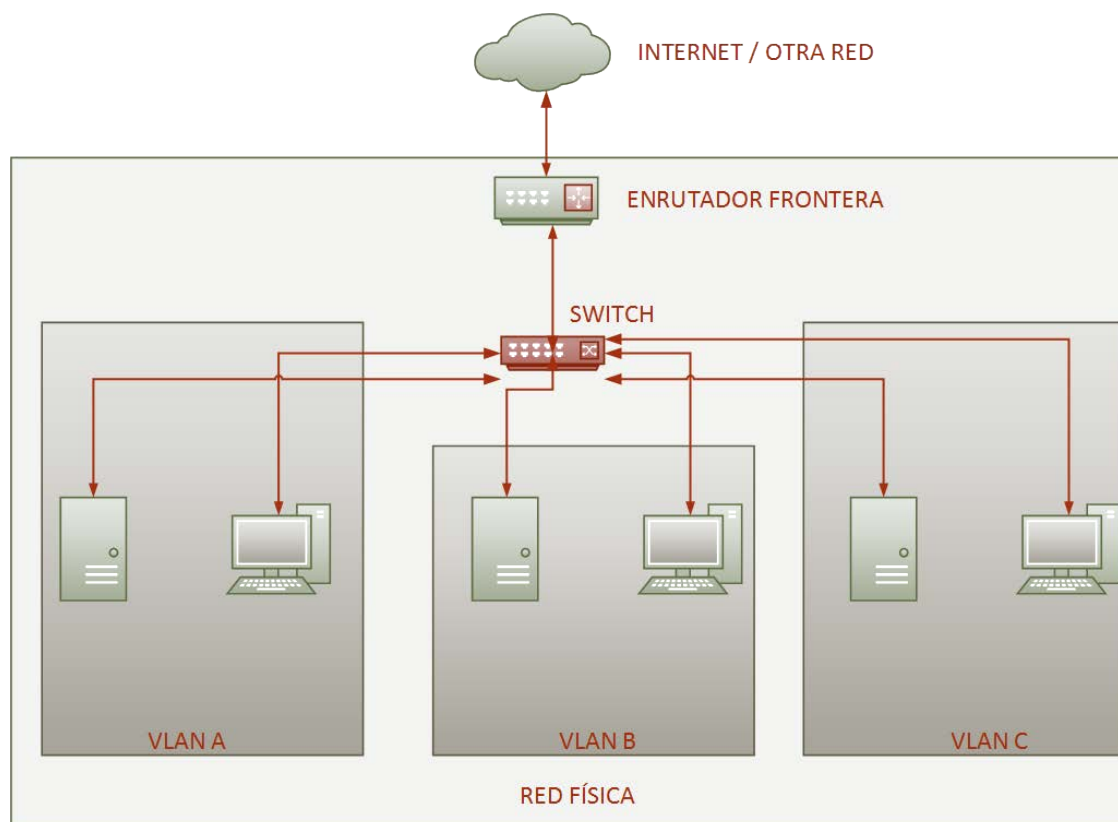 INTERNET / OTRA RED
ENRUTADOR FRONTERA
SWITCH
VLAN A
VLAN B
VLAN C
RED FÍSICA